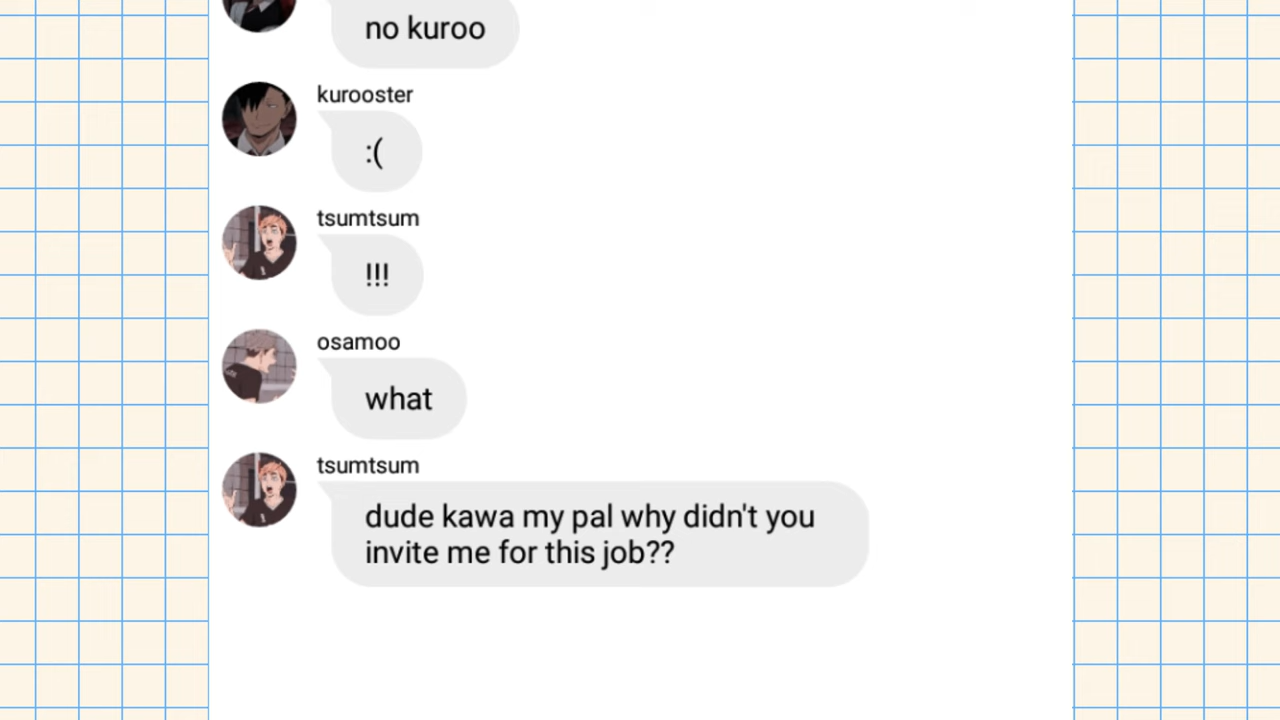 no kuroo
kurooster
:(
tsumtsum
!!!
osamoo
what
tsumtsum
dude kawa my pal why didn't you
invite me for this job??